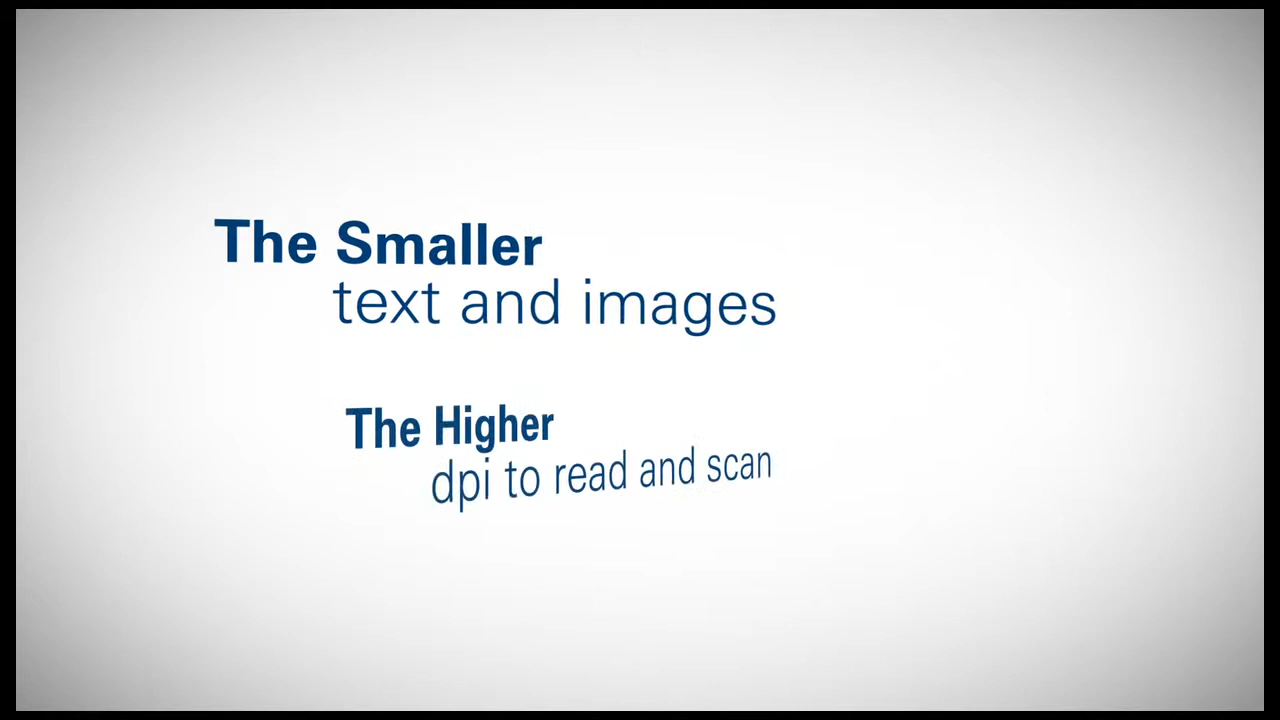 The Smaller
text and images
The Higher
dpi to read and scan